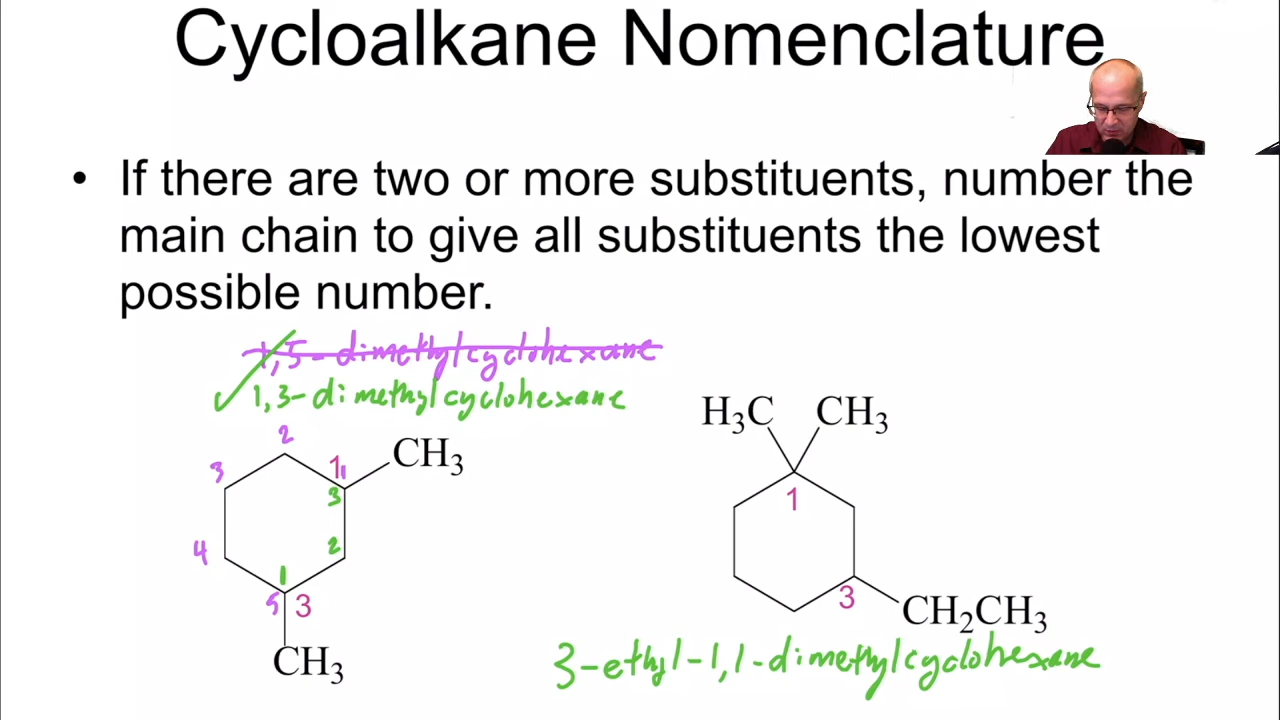 Cycloalkane Nomenclature
• If there are two or more substituents, number the
main chain to give all substituents the lowest
possible number.
1,5-dimethylcyclohexane
1,3-dimethylcyclohexane
2
3
1 1
CH₃
3
4
2
1
5 3
CH₃
H₃C CH₃
1
3
CH₂CH₃
3-ethyl-1,1-dimethylcyclohexane